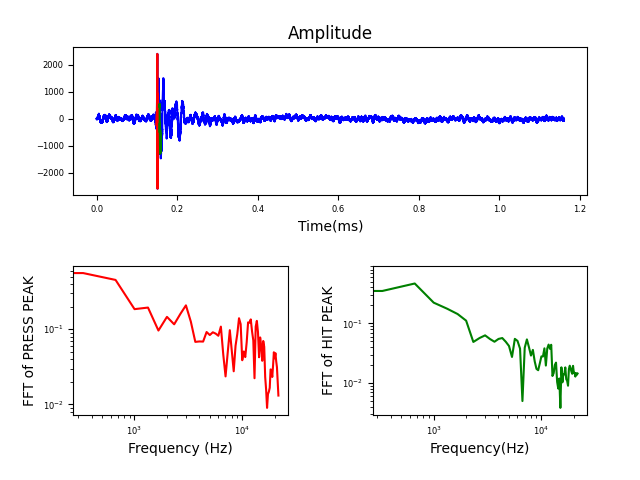 Amplitude
2000
1000
0
−1000
−2000
0.0 0.2 0.4 0.6 0.8 1.0 1.2
Time(ms)
FFT of PRESS PEAK
10⁻¹
10⁻²
10³ 10⁴
Frequency (Hz)
FFT of HIT PEAK
10⁻¹
10⁻²
10³ 10⁴
Frequency(Hz)